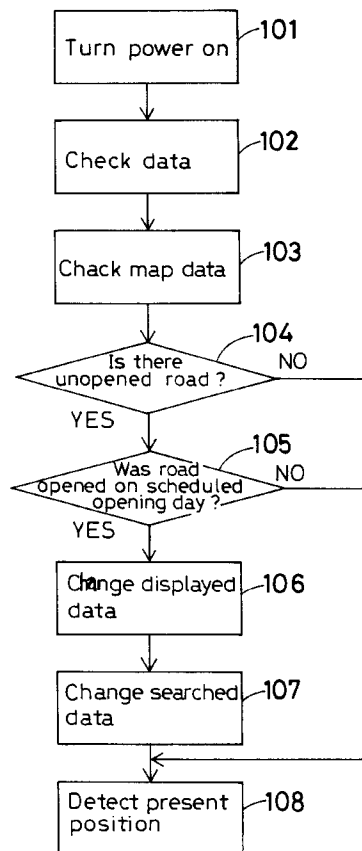 101
Turn power on
102
Check data
103
Chack map data
104
Is there
unopened road ?
NO
YES
105
Was road
opened on scheduled
opening day ?
NO
YES
106
Change displayed
data
107
Change searched
data
108
Detect present
position